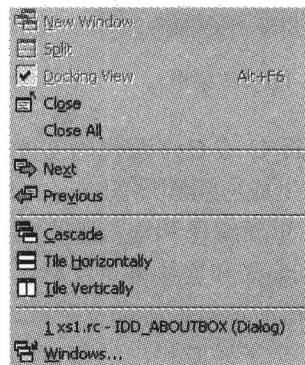 New Window
Split
Docking View Alt+F6
Close
Close All
Next
Previous
Cascade
Tile Horizontally
Tile Vertically
1 xs1.rc - IDD_ABOUTBOX (Dialog)
Windows...